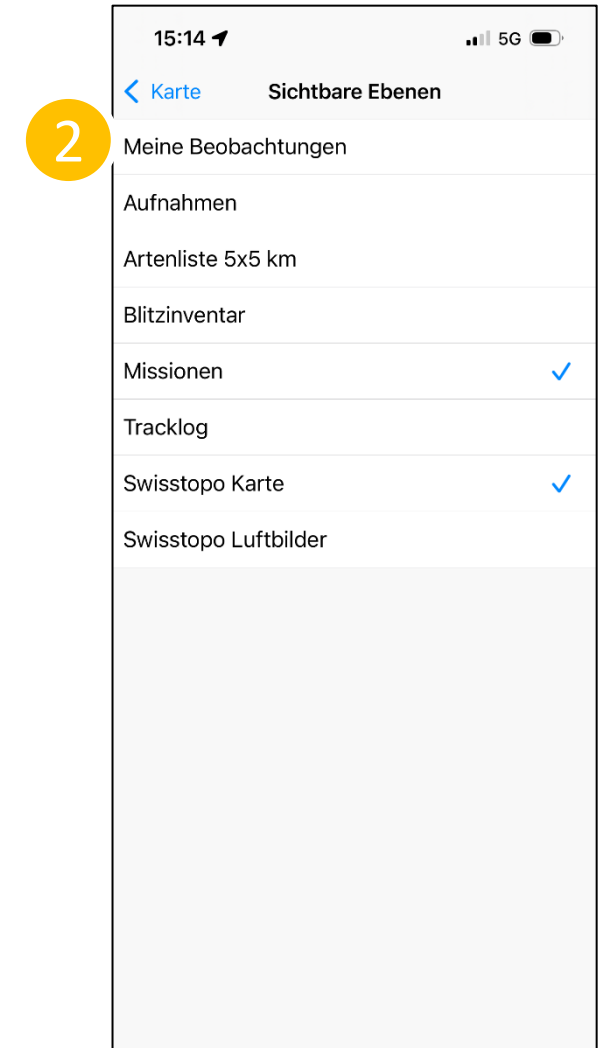 15:14
5G
Karte
Sichtbare Ebenen
2
Meine Beobachtungen
Aufnahmen
Artenliste 5x5 km
Blitzinventar
Missionen
Tracklog
Swisstopo Karte
Swisstopo Luftbilder